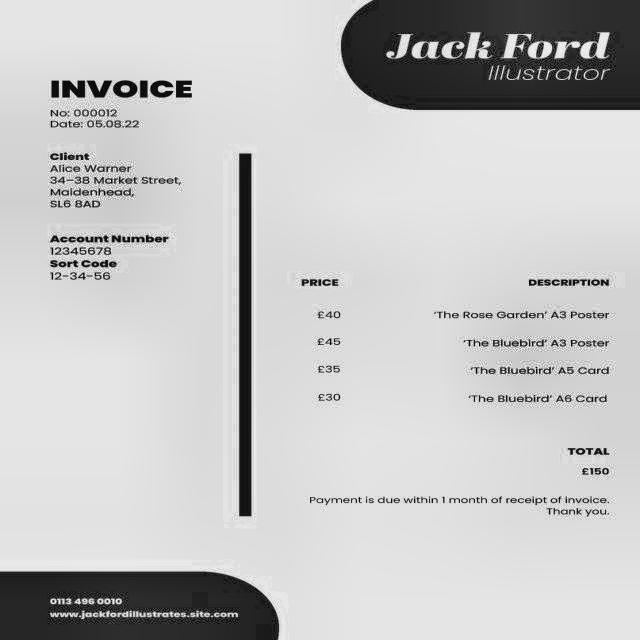 Jack Ford
Illustrator
INVOICE
No: 000012
Date: 05.08.22
Client
Alice Warner
34–38 Market Street,
Maidenhead,
SL6 8AD
Account Number
12345678
Sort Code
12-34-56
PRICE DESCRIPTION
£40 ‘The Rose Garden’ A3 Poster
£45 ‘The Bluebird’ A3 Poster
£35 ‘The Bluebird’ A5 Card
£30 ‘The Bluebird’ A6 Card
TOTAL
£150
Payment is due within 1 month of receipt of invoice.
Thank you.
0113 496 0010
www.jackfordillustrates.site.com